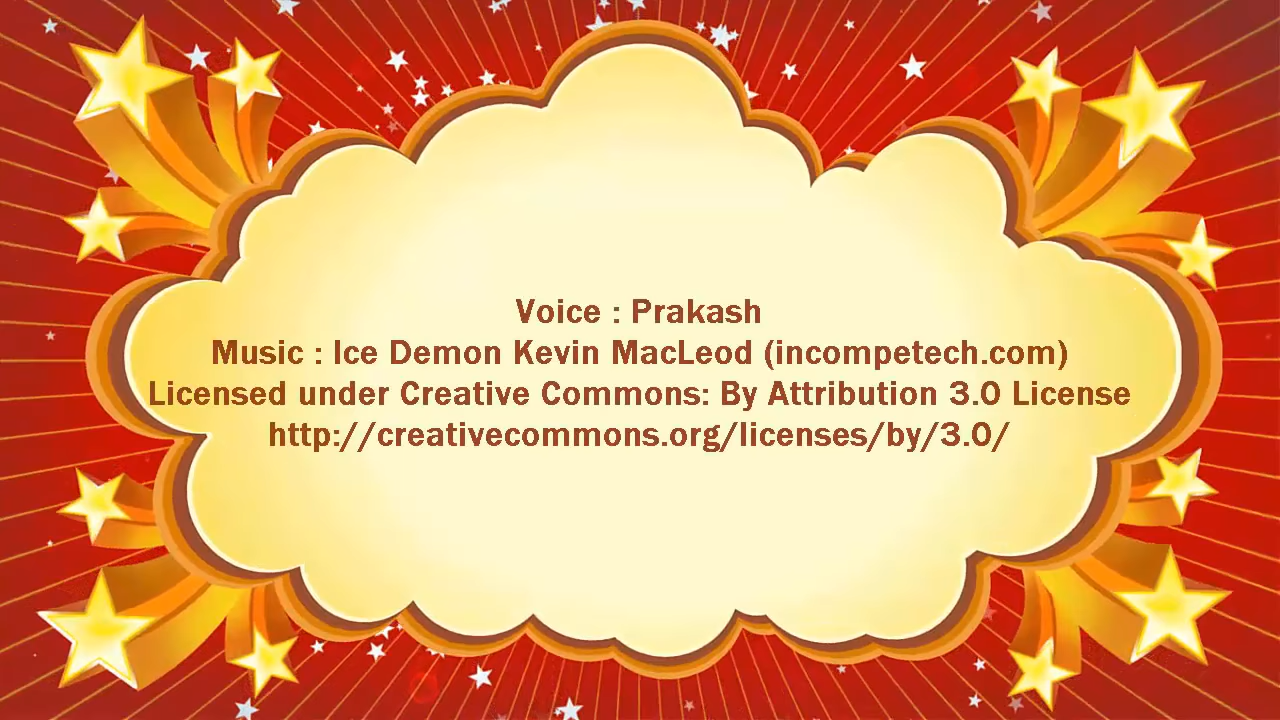 Voice : Prakash
Music : Ice Demon Kevin MacLeod (incompetech.com)
Licensed under Creative Commons: By Attribution 3.0 License
http://creativecommons.org/licenses/by/3.0/